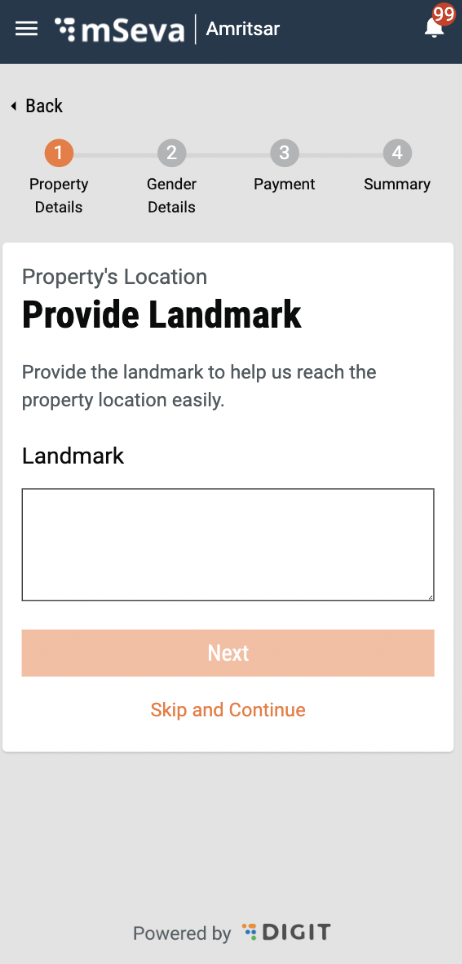 mSeva | Amritsar
99
Back
1 2 3 4
Property Details
Gender Details
Payment
Summary
Property's Location
Provide Landmark
Provide the landmark to help us reach the
property location easily.
Landmark
Next
Skip and Continue
Powered by DIGIT